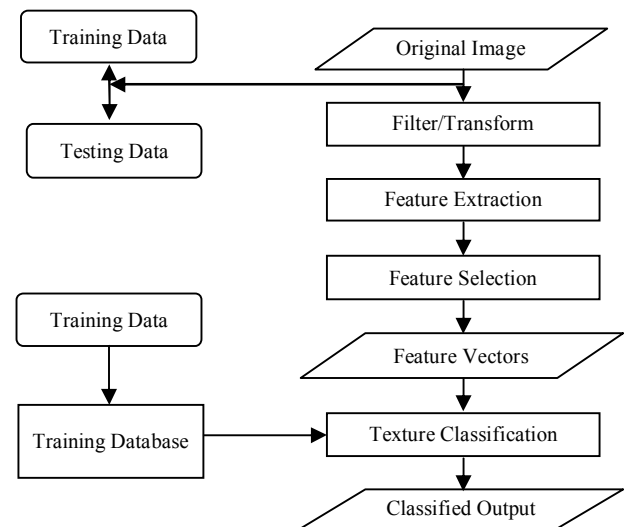 Training Data
Original Image
Filter/Transform
Testing Data
Feature Extraction
Feature Selection
Training Data
Feature Vectors
Training Database
Texture Classification
Classified Output